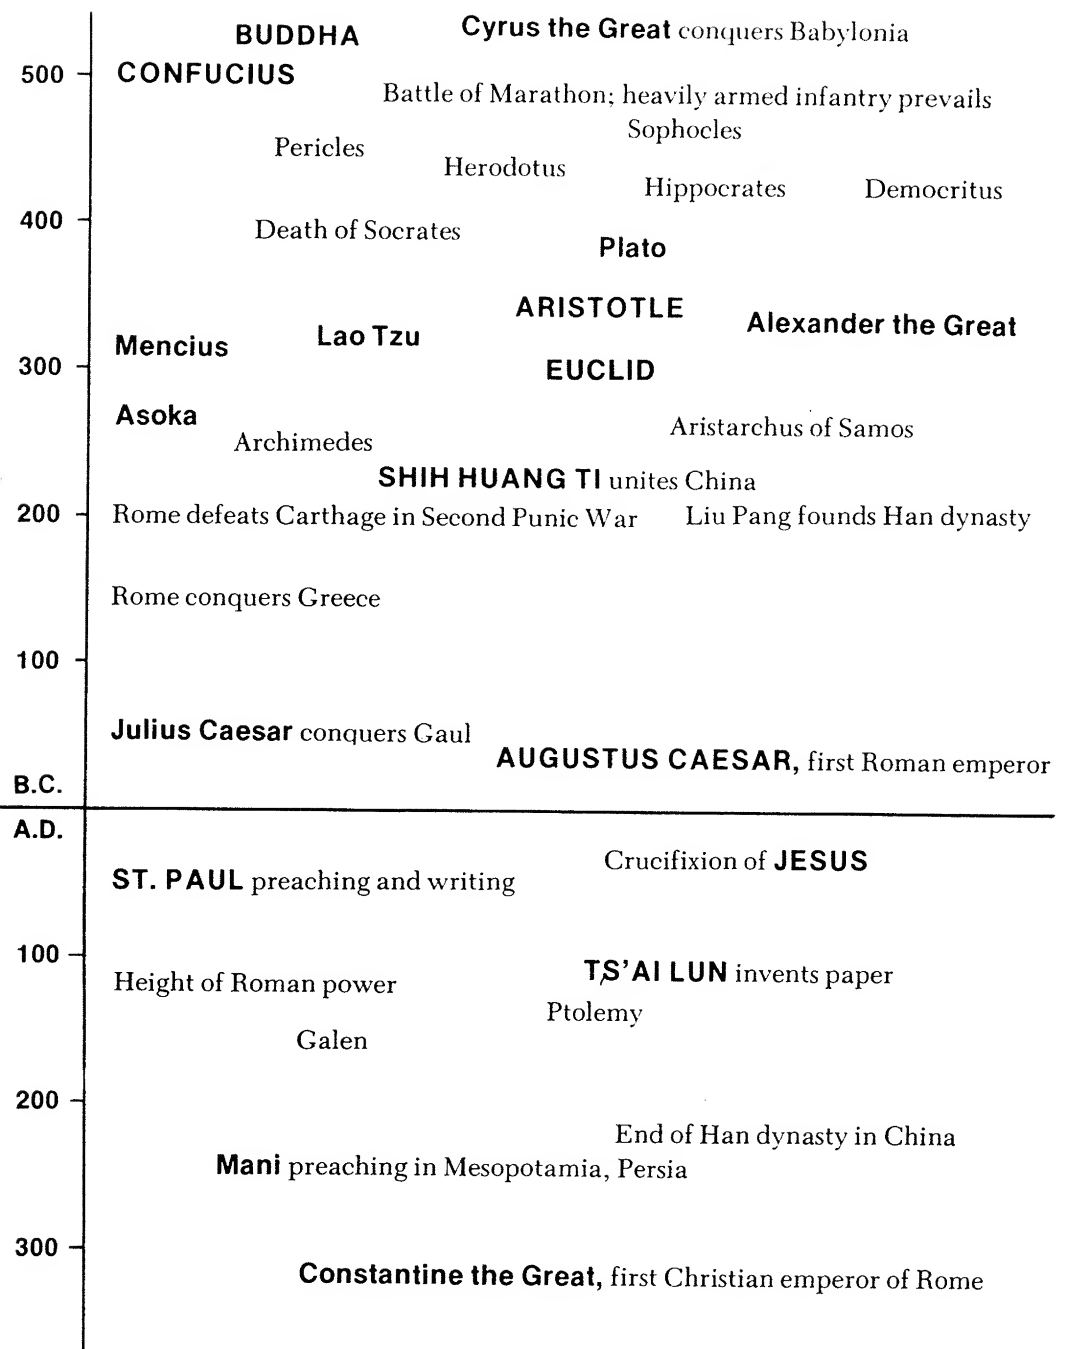 BUDDHA Cyrus the Great conquers Babylonia
500 CONFUCIUS
Battle of Marathon; heavily armed infantry prevails
Sophocles
Pericles
Herodotus
Hippocrates Democritus
400
Death of Socrates
Plato
ARISTOTLE
Alexander the Great
Lao Tzu
Mencius
300
EUCLID
Asoka
Aristarchus of Samos
Archimedes
SHIH HUANG TI unites China
200 Rome defeats Carthage in Second Punic War Liu Pang founds Han dynasty
Rome conquers Greece
100
Julius Caesar conquers Gaul
AUGUSTUS CAESAR, first Roman emperor
B.C.
A.D.
Crucifixion of JESUS
ST. PAUL preaching and writing
100
TS'AI LUN invents paper
Height of Roman power
Ptolemy
Galen
200
End of Han dynasty in China
Mani preaching in Mesopotamia, Persia
300
Constantine the Great, first Christian emperor of Rome